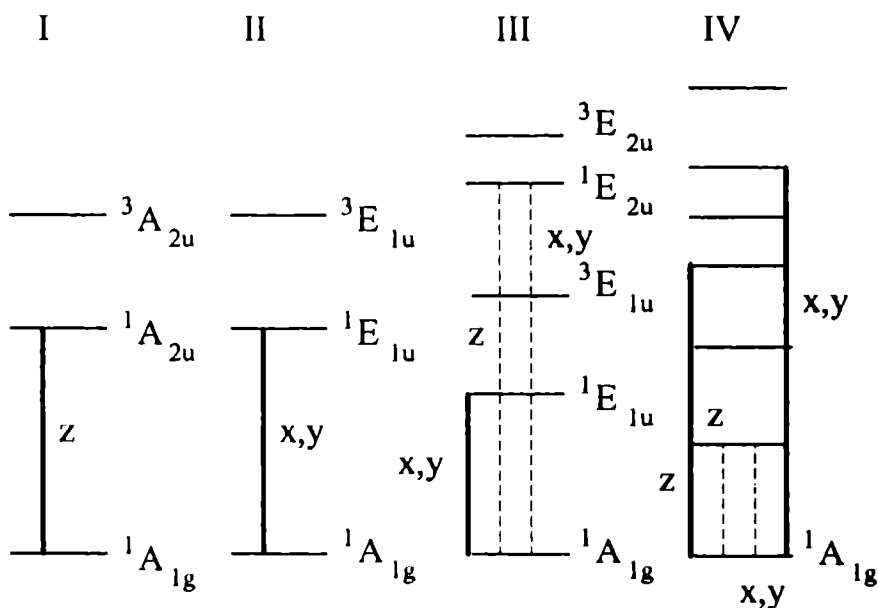 I II III IV
³E₂ᵤ
³A₂ᵤ ³E₁ᵤ ¹E₂ᵤ
x,y
³E₁ᵤ
x,y
¹A₂ᵤ ¹E₁ᵤ z
¹E₁ᵤ
z x,y z
x,y z
¹A₁g ¹A₁g ¹A₁g ¹A₁g
x,y